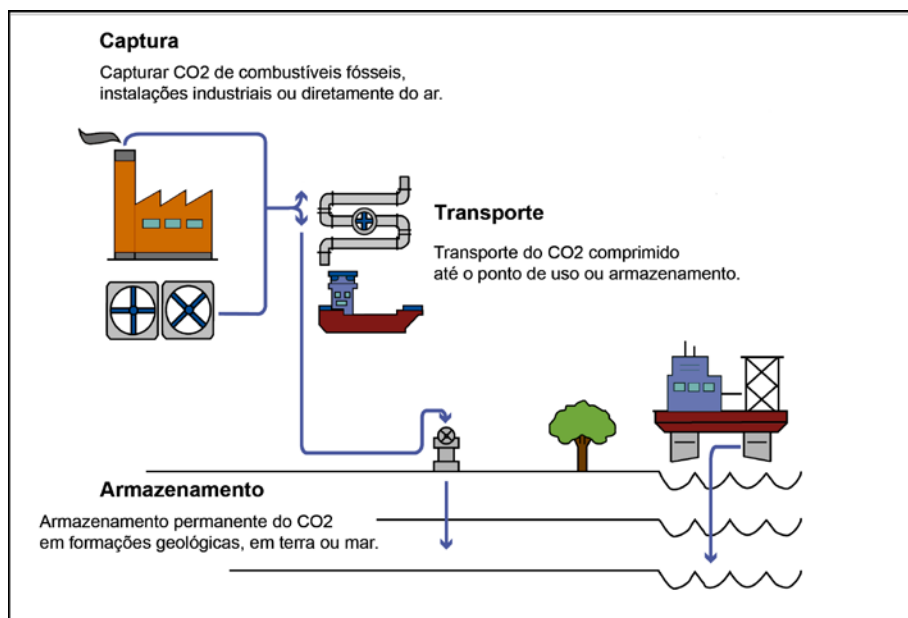 Captura
Capturar CO2 de combustíveis fósseis,
instalações industriais ou diretamente do ar.
Transporte
Transporte do CO2 comprimido
até o ponto de uso ou armazenamento.
Armazenamento
Armazenamento permanente do CO2
em formações geológicas, em terra ou mar.